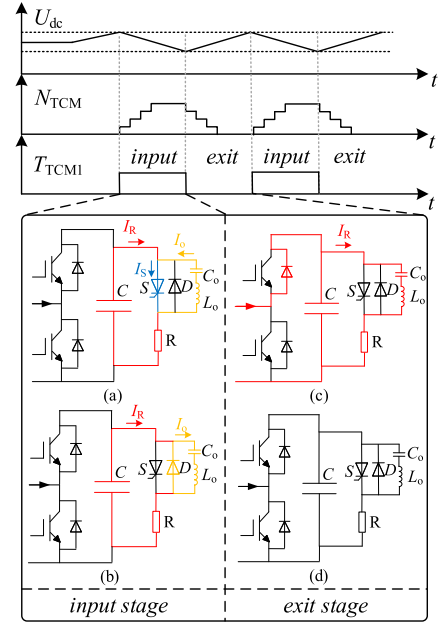 U_dc
t
N_TCM
t
T_TCM1
input exit input exit
t
I_R I_o I_S S D C_o L_o C R
(a)
I_R S D C_o L_o C R
(c)
I_R I_o S D C_o L_o C R
(b)
S D C_o L_o C R
(d)
input stage exit stage